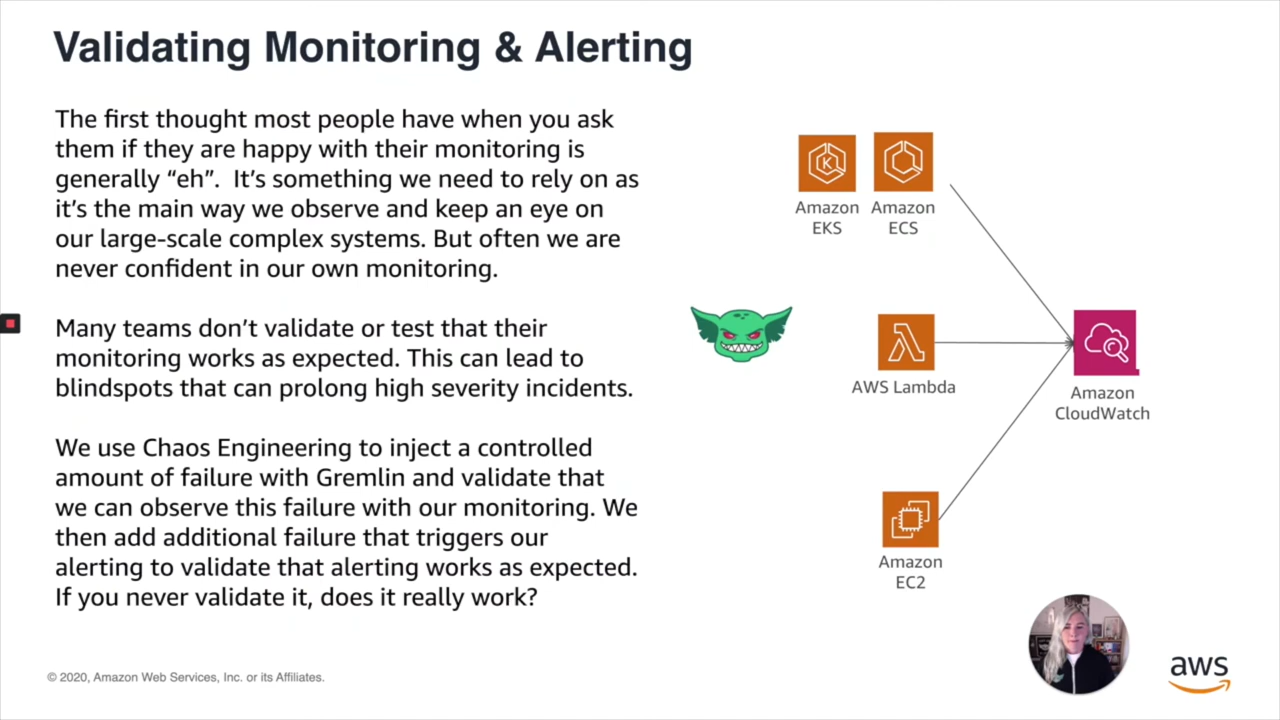 Validating Monitoring & Alerting
The first thought most people have when you ask
them if they are happy with their monitoring is
generally “eh”.  It’s something we need to rely on as
it’s the main way we observe and keep an eye on
our large-scale complex systems. But often we are
never confident in our own monitoring.
Many teams don’t validate or test that their
monitoring works as expected. This can lead to
blindspots that can prolong high severity incidents.
We use Chaos Engineering to inject a controlled
amount of failure with Gremlin and validate that
we can observe this failure with our monitoring. We
then add additional failure that triggers our
alerting to validate that alerting works as expected.
If you never validate it, does it really work?
K
Amazon
EKS
Amazon
ECS
AWS Lambda
Amazon
CloudWatch
Amazon
EC2
© 2020, Amazon Web Services, Inc. or its Affiliates.
aws